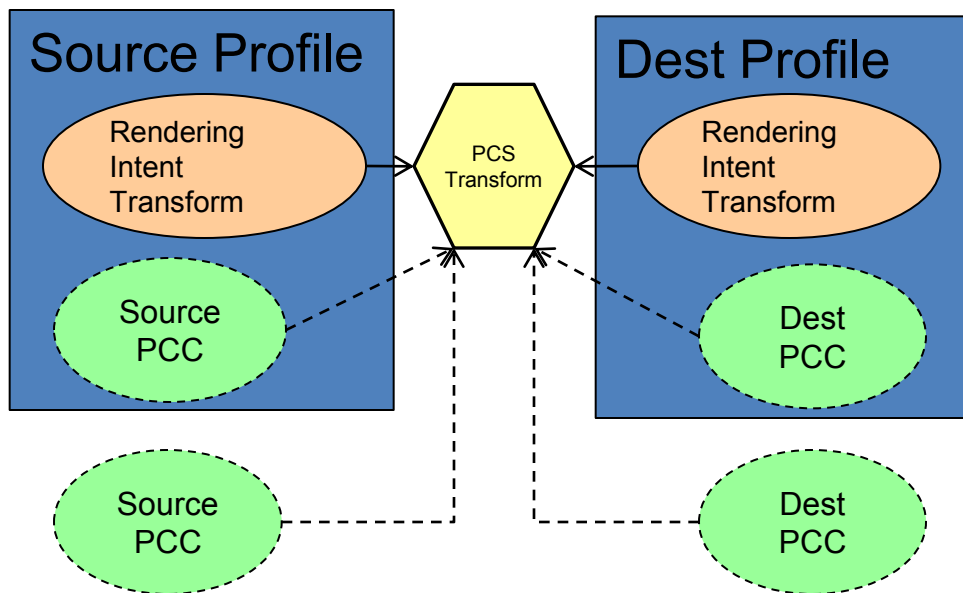 Source Profile
Rendering
Intent
Transform
Source
PCC
PCS
Transform
Dest Profile
Rendering
Intent
Transform
Dest
PCC
Source
PCC
Dest
PCC